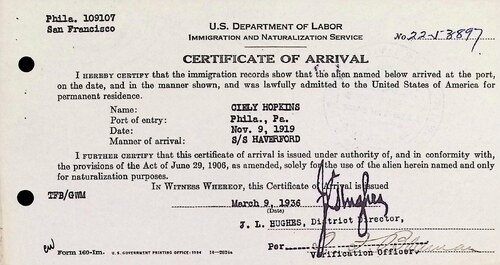 Phila. 109107
San Francisco
U.S. DEPARTMENT OF LABOR
IMMIGRATION AND NATURALIZATION SERVICE
No. 22-V 3897
CERTIFICATE OF ARRIVAL
I HEREBY CERTIFY that the immigration records show that the alien named below arrived at the port,
on the date, and in the manner shown, and was lawfully admitted to the United States of America for
permanent residence.
Name: CIELY HOPKINS
Port of entry: Phila., Pa.
Date: Nov. 9, 1919
Manner of arrival: S/S HAVERFORD
I FURTHER CERTIFY that this certificate of arrival is issued under authority of, and in conformity with,
the provisions of the Act of June 29, 1906, as amended, solely for the use of the alien herein named and only
for naturalization purposes.
IN WITNESS WHEREOF, this Certificate of Arrival is issued
TFB/GWM
March 9, 1936
(Date)
J L Hughes
J. L. HUGHES, District Director,
Per
Verification Officer.
Form 160-Im. U. S. GOVERNMENT PRINTING OFFICE